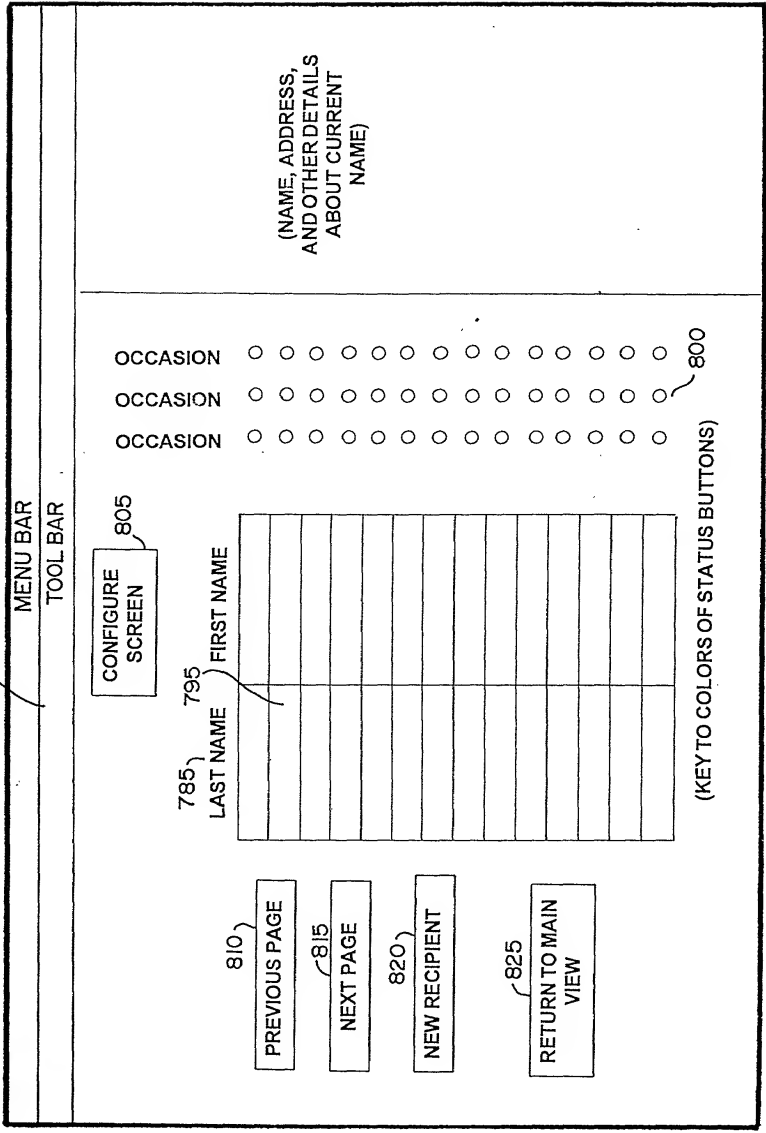 MENU BAR
TOOL BAR
CONFIGURE
SCREEN
805
OCCASION
OCCASION
OCCASION
785
LAST NAME
795
FIRST NAME
810
PREVIOUS PAGE
815
NEXT PAGE
820
NEW RECIPIENT
825
RETURN TO MAIN
VIEW
800
(KEY TO COLORS OF STATUS BUTTONS)
(NAME, ADDRESS,
AND OTHER DETAILS
ABOUT CURRENT
NAME)